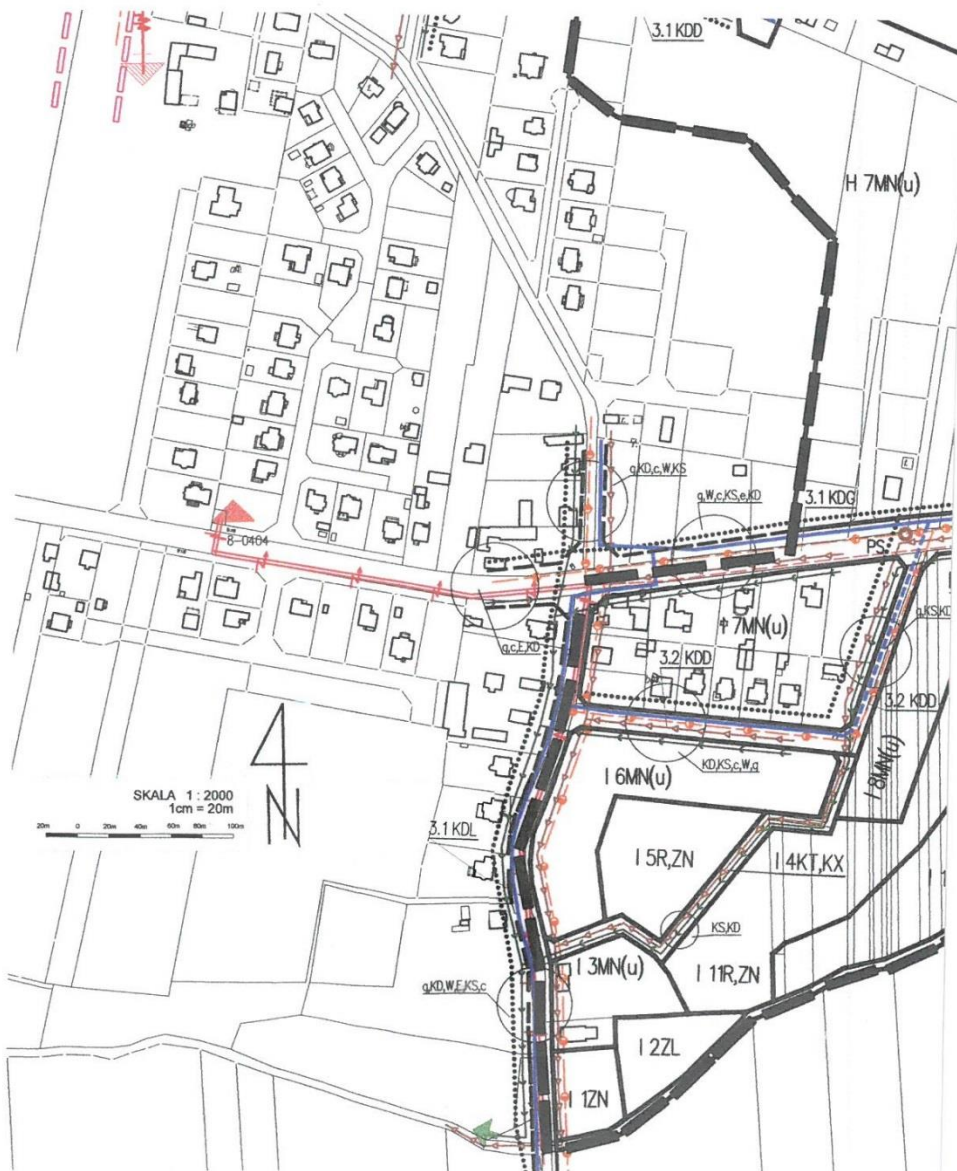 3.1 KDD
H 7MN(u)
g,KD,c,W,KS
g,W,c,KS,e,KD
3.1 KDG
8-0404
PS
g,c,E,KD
7MN(u)
3.2 KDD
3.2 KDD
I 8MN(u)
KD,KS,c,W,g
I 6MN(u)
SKALA 1 : 2000
1cm = 20m
20m 0 20m 40m 60m 80m 100m
3.1 KDL
I 5R,ZN
I 4KT,KX
KS,KD
I 3MN(u)
I 11R,ZN
g,KD,W,E,KS,c
I 2ZL
I 1ZN